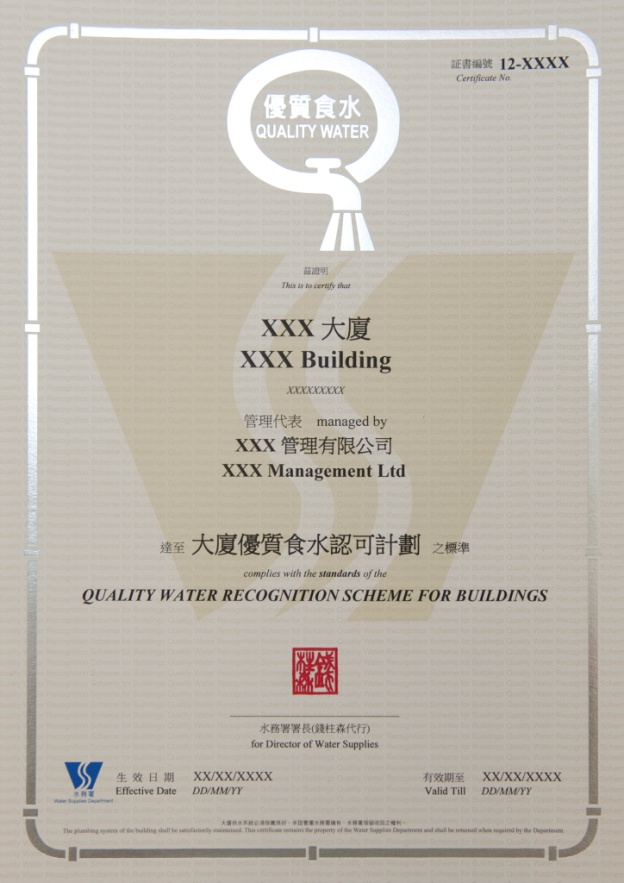 証書編號 12-XXXX
Certificate No.
優質食水
QUALITY WATER
茲證明
This is to certify that
XXX 大廈
XXX Building
XXXXXXXXX
管理代表 managed by
XXX 管理有限公司
XXX Management Ltd
達至 大廈優質食水認可計劃 之標準
complies with the standards of the
QUALITY WATER RECOGNITION SCHEME FOR BUILDINGS
水務署署長(錢柱森代行)
for Director of Water Supplies
水務署
Water Supplies Department
生效日期 XX/XX/XXXX
Effective Date DD/MM/YY
有效期至 XX/XX/XXXX
Valid Till DD/MM/YY
The plumbing system of the building shall be satisfactorily maintained. This certificate remains the property of the Water Supplies Department and shall be returned when required by the Department